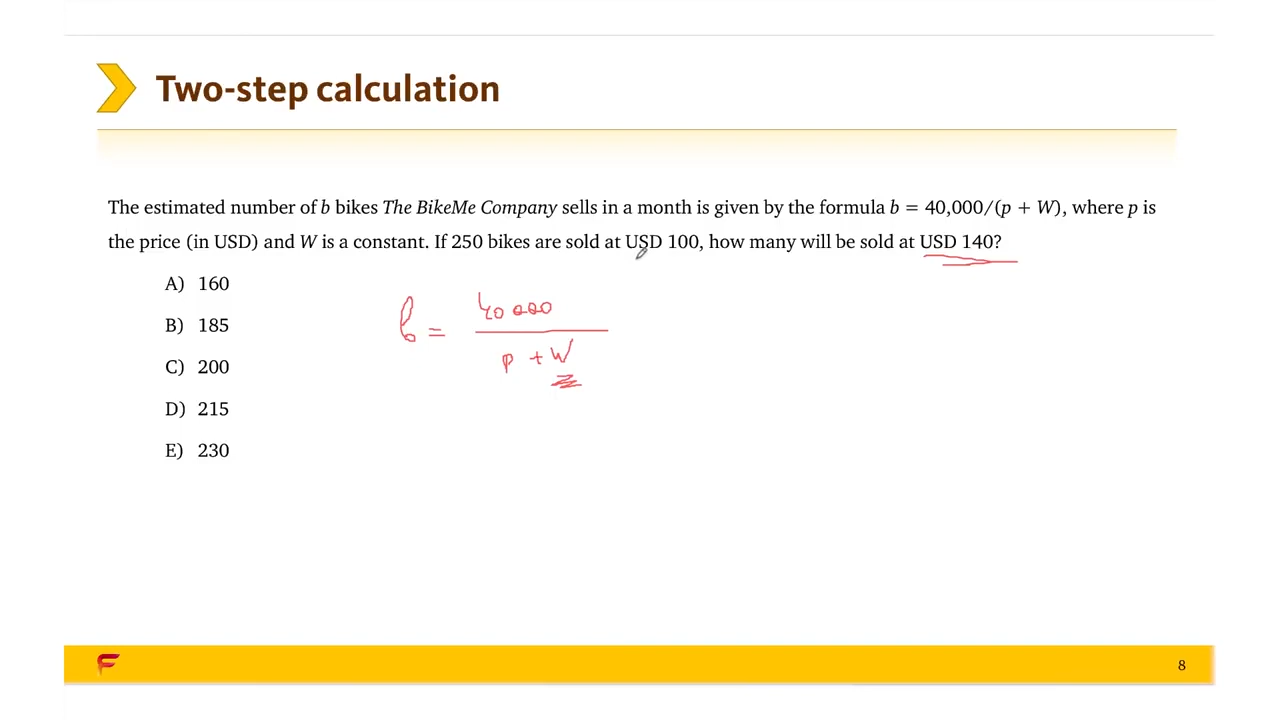 Two-step calculation
The estimated number of b bikes The BikeMe Company sells in a month is given by the formula b = 40,000/(p + W), where p is
the price (in USD) and W is a constant. If 250 bikes are sold at USD 100, how many will be sold at USD 140?
A) 160
B) 185
C) 200
D) 215
E) 230
b = 40000
p + W
F
8